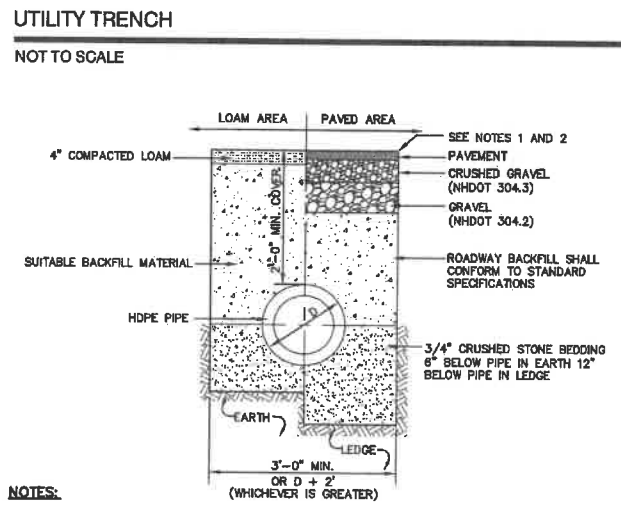 UTILITY TRENCH
NOT TO SCALE
LOAM AREA
PAVED AREA
SEE NOTES 1 AND 2
4" COMPACTED LOAM
PAVEMENT
CRUSHED GRAVEL
(NHDOT 304.3)
GRAVEL
(NHDOT 304.2)
2'-0" MIN. COVER
SUITABLE BACKFILL MATERIAL
ROADWAY BACKFILL SHALL
CONFORM TO STANDARD
SPECIFICATIONS
HDPE PIPE
D
3/4" CRUSHED STONE BEDDING
6" BELOW PIPE IN EARTH 12"
BELOW PIPE IN LEDGE
EARTH
LEDGE
3'-0" MIN.
OR D + 2'
(WHICHEVER IS GREATER)
NOTES: